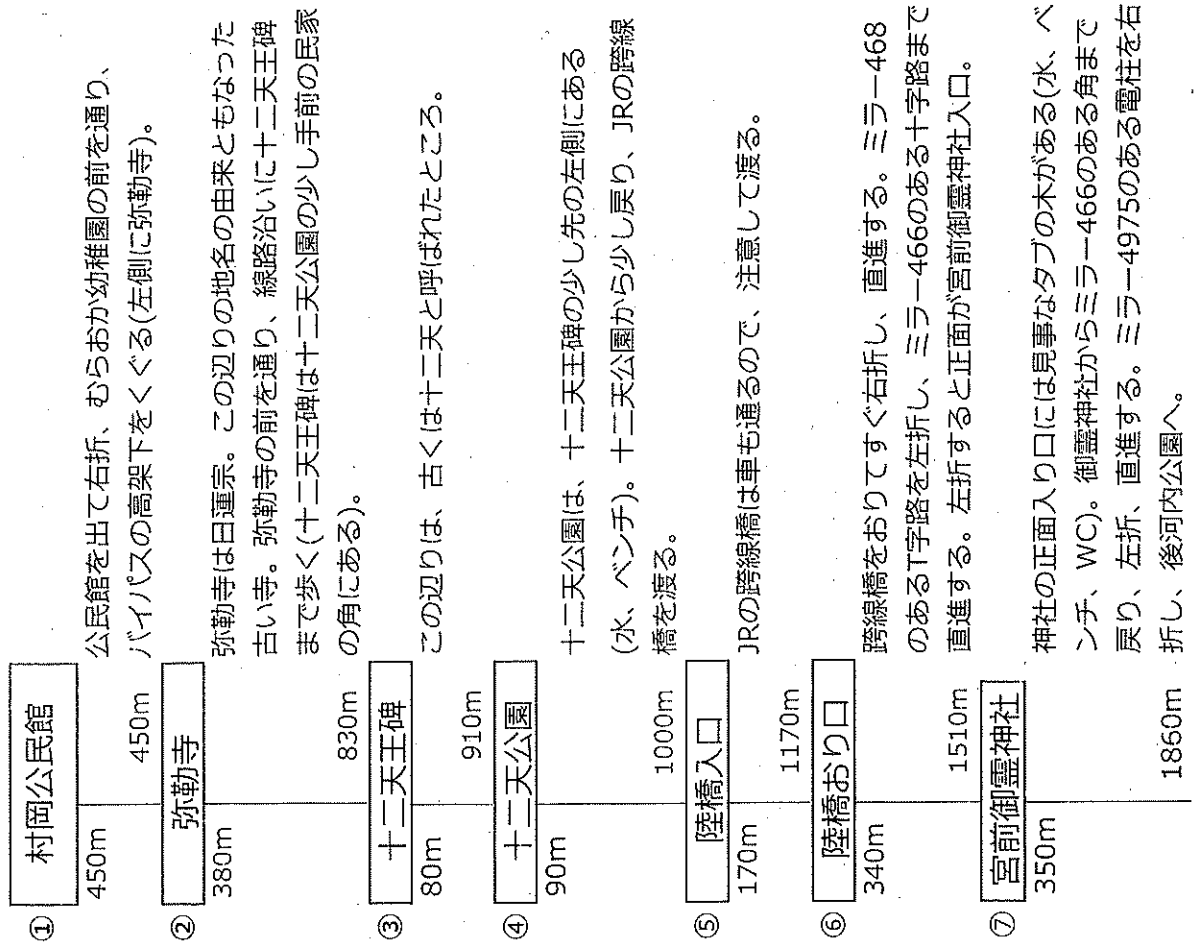 ① 村岡公民館
公民館を出て右折、むらおか幼稚園の前を通り、
バイパスの高架下をくぐる(左側に弥勒寺)。
450m
450m
② 弥勒寺
弥勒寺は日蓮宗。この辺りの地名の由来ともなった
古い寺。弥勒寺の前を通り、線路沿いに十二天王碑
まで歩く(十二天王碑は十二天公園の少し手前の民家
の角にある)。
380m
830m
③ 十二天王碑
この辺りは、古くは十二天と呼ばれたところ。
80m
910m
④ 十二天公園
十二天公園は、十二天王碑の少し先の左側にある
(水、ベンチ)。十二天公園から少し戻り、JRの跨線
橋を渡る。
90m
1000m
⑤ 陸橋入口
JRの跨線橋は車も通るので、注意して渡る。
170m
1170m
⑥ 陸橋おり口
跨線橋をおりてすぐ右折し、直進する。ミラー468
のあるT字路を左折し、ミラー466のある十字路まで
直進する。左折すると正面が宮前御霊神社入口。
340m
1510m
⑦ 宮前御霊神社
神社の正面入り口には見事なタブの木がある(水、ベ
ンチ、WC)。御霊神社からミラー466のある角まで
戻り、左折、直進する。ミラー4975のある電柱を右
折し、後河内公園へ。
350m
1860m